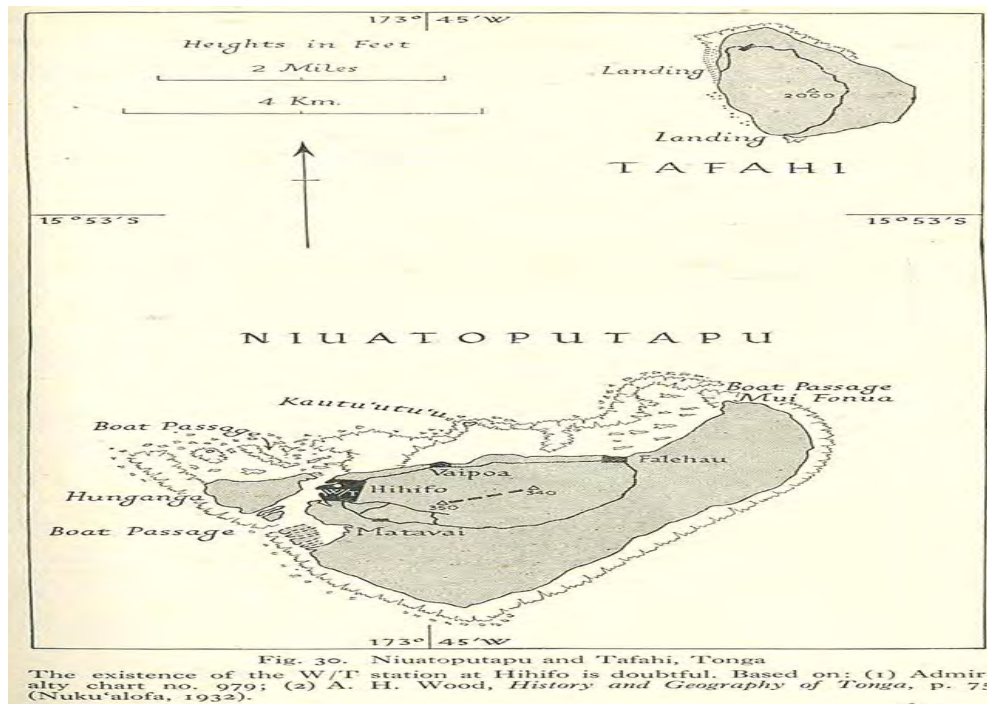 173° 45'W
Heights in Feet
2 Miles
4 Km.
Landing
2000
Landing
TAFAHI
15°53'S
15°53'S
NIUATOPUTAPU
Boat Passage
Mui Fonua
Kautu'utu'u
Boat Passage
Falehau
Vaipoa
W/T
Hihifo
340
350
Hunganga
Boat Passage
Matavai
173° 45'W
Fig. 30. Niuatoputapu and Tafahi, Tonga
The existence of the W/T station at Hihifo is doubtful. Based on: (1) Admir
alty chart no. 979; (2) A. H. Wood, History and Geography of Tonga, p. 75
(Nuku'alofa, 1932).